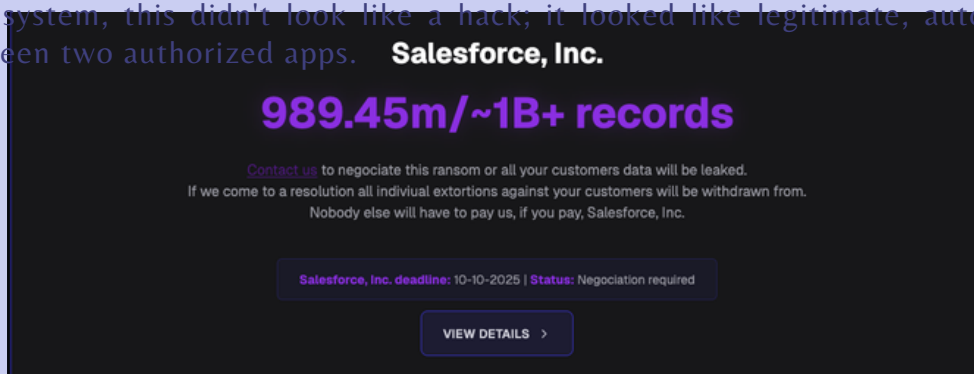 system, this didn't look like a hack; it looked like legitimate,
een two authorized apps.
Salesforce, Inc.
989.45m/~1B+ records
Contact us to negociate this ransom or all your customers data will be leaked.
If we come to a resolution all indiviual extortions against your customers will be withdrawn from.
Nobody else will have to pay us, if you pay, Salesforce, Inc.
Salesforce, Inc. deadline: 10-10-2025 | Status: Negociation required
VIEW DETAILS >